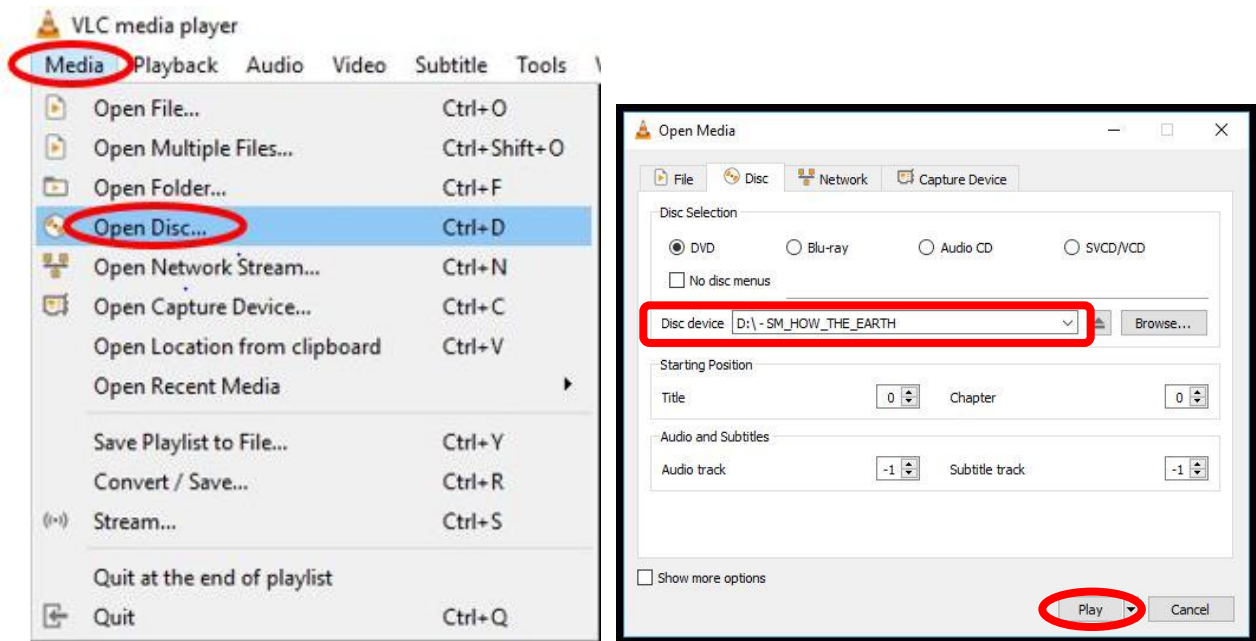 VLC media player
Media Playback Audio Video Subtitle Tools
Open File... Ctrl+O
Open Multiple Files... Ctrl+Shift+O
Open Folder... Ctrl+F
Open Disc... Ctrl+D
Open Network Stream... Ctrl+N
Open Capture Device... Ctrl+C
Open Location from clipboard Ctrl+V
Open Recent Media
Save Playlist to File... Ctrl+Y
Convert / Save... Ctrl+R
Stream... Ctrl+S
Quit at the end of playlist
Quit Ctrl+Q
Open Media
File Disc Network Capture Device
Disc Selection
DVD Blu-ray Audio CD SVCD/VCD
No disc menus
Disc device D:\ - SM_HOW_THE_EARTH Browse...
Starting Position
Title 0 Chapter 0
Audio and Subtitles
Audio track -1 Subtitle track -1
Show more options
Play Cancel